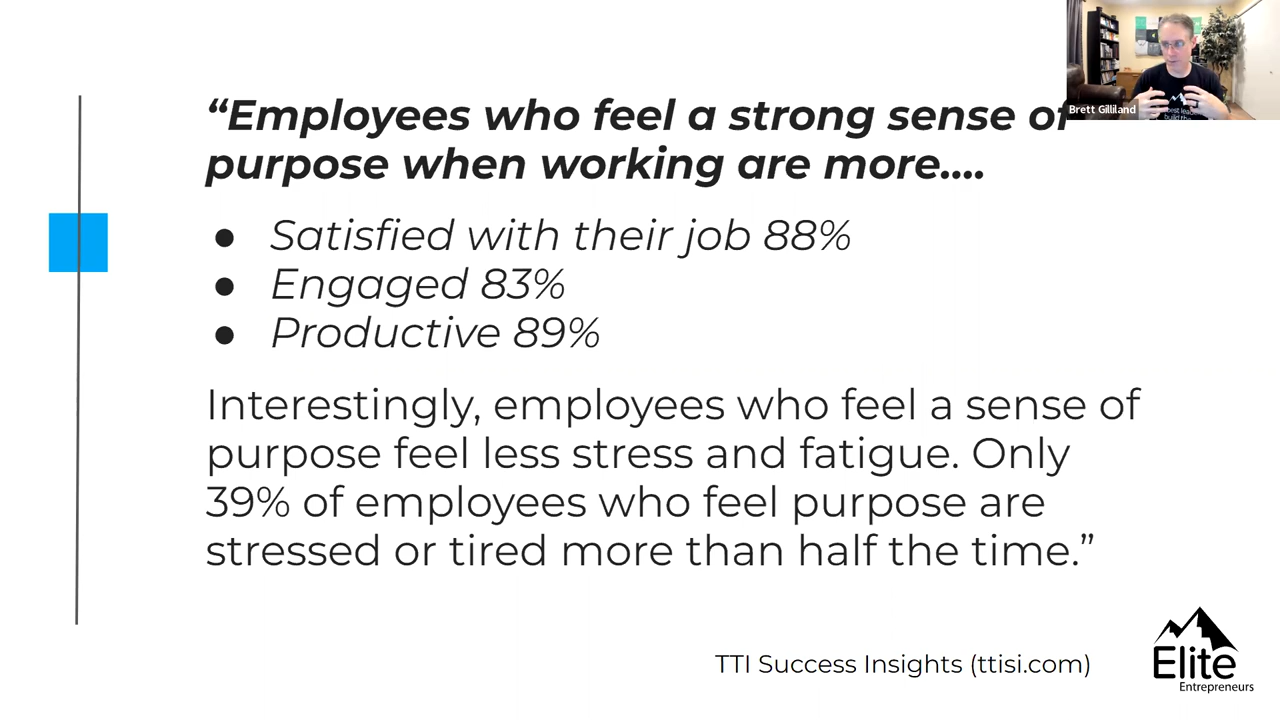 “Employees who feel a strong sense of
purpose when working are more....
● Satisfied with their job 88%
● Engaged 83%
● Productive 89%
Interestingly, employees who feel a sense of
purpose feel less stress and fatigue. Only
39% of employees who feel purpose are
stressed or tired more than half the time.”
TTI Success Insights (ttisi.com)
Elite
Entrepreneurs
Brett Gilliland